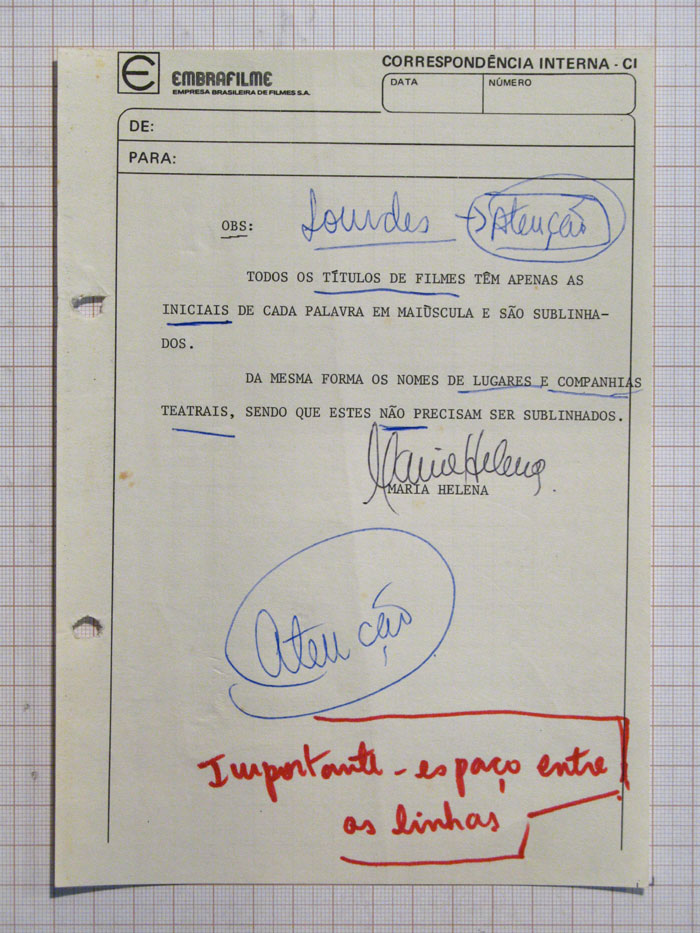 E EMBRAFILME
EMPRESA BRASILEIRA DE FILMES S.A.
CORRESPONDÊNCIA INTERNA - CI
DATA NÚMERO
DE:
PARA:
OBS: Lourdes → Atenção
TODOS OS TÍTULOS DE FILMES TÊM APENAS AS
INICIAIS DE CADA PALAVRA EM MAIÙSCULA E SÃO SUBLINHA-
DOS.
DA MESMA FORMA OS NOMES DE LUGARES E COMPANHIAS
TEATRAIS, SENDO QUE ESTES NÃO PRECISAM SER SUBLINHADOS.
Maria Helena
MARIA HELENA
Atenção
Importante - espaço entre
as linhas